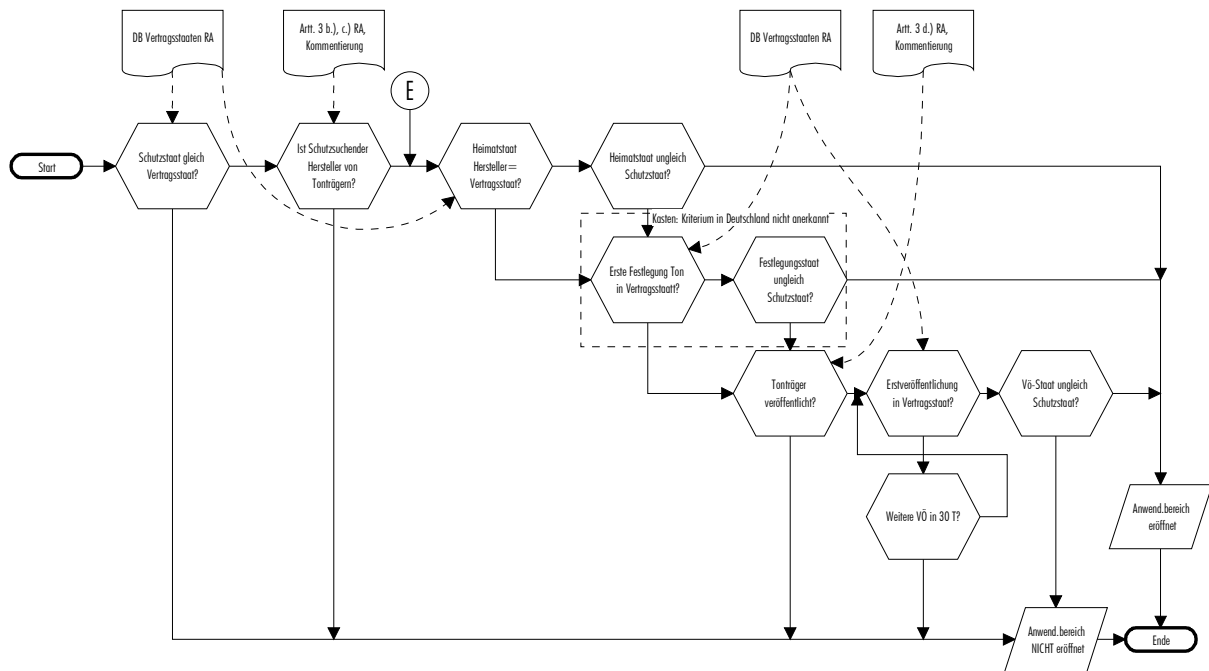 DB Vertragsstaaten RA
Artt. 3 b.), c.) RA,
Kommentierung
DB Vertragsstaaten RA
Artt. 3 d.) RA,
Kommentierung
E
Start
Schutzstaat gleich
Vertragsstaat?
Ist Schutzsuchender
Hersteller von
Tonträgern?
Heimatstaat
Hersteller=
Vertragsstaat?
Heimatstaat ungleich
Schutzstaat?
Kasten: Kriterium in Deutschland nicht anerkannt
Erste Festlegung Ton
in Vertragsstaatt?
Festlegungsstaat
ungleich
Schutzstaat?
Tonträger
veröffentlicht?
Erstveröffentlichung
in Vertragsstaat?
Vö-Staat ungleich
Schutzstaat?
Weitere VÖ in 30 T?
Anwend.bereich
eröffnet
Anwend.bereich
NICHT eröffnet
Ende